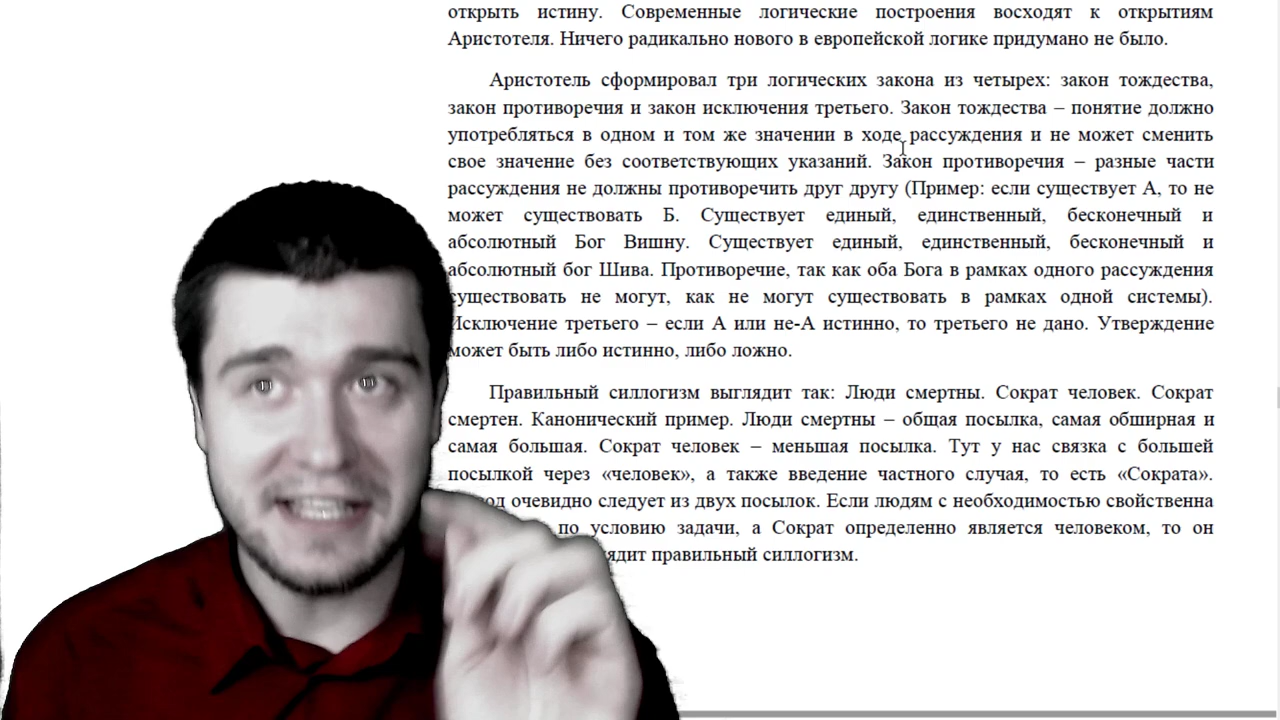 открыть истину. Современные логические построения восходят к открытиям
Аристотеля. Ничего радикально нового в европейской логике придумано не было.
Аристотель сформировал три логических закона из четырех: закон тождества,
закон противоречия и закон исключения третьего. Закон тождества – понятие должно
употребляться в одном и том же значении в ходе рассуждения и не может сменить
свое значение без соответствующих указаний. Закон противоречия – разные части
рассуждения не должны противоречить друг другу (Пример: если существует А, то не
может существовать Б. Существует единый, единственный, бесконечный и
абсолютный Бог Вишну. Существует единый, единственный, бесконечный и
абсолютный бог Шива. Противоречие, так как оба Бога в рамках одного рассуждения
существовать не могут, как не могут существовать в рамках одной системы).
Исключение третьего – если А или не-А истинно, то третьего не дано. Утверждение
может быть либо истинно, либо ложно.
Правильный силлогизм выглядит так: Люди смертны. Сократ человек. Сократ
смертен. Канонический пример. Люди смертны – общая посылка, самая обширная и
самая большая. Сократ человек – меньшая посылка. Тут у нас связка с большей
посылкой через «человек», а также введение частного случая, то есть «Сократа».
очевидно следует из двух посылок. Если людям с необходимостью свойственна
по условию задачи, а Сократ определенно является человеком, то он
правильный силлогизм.